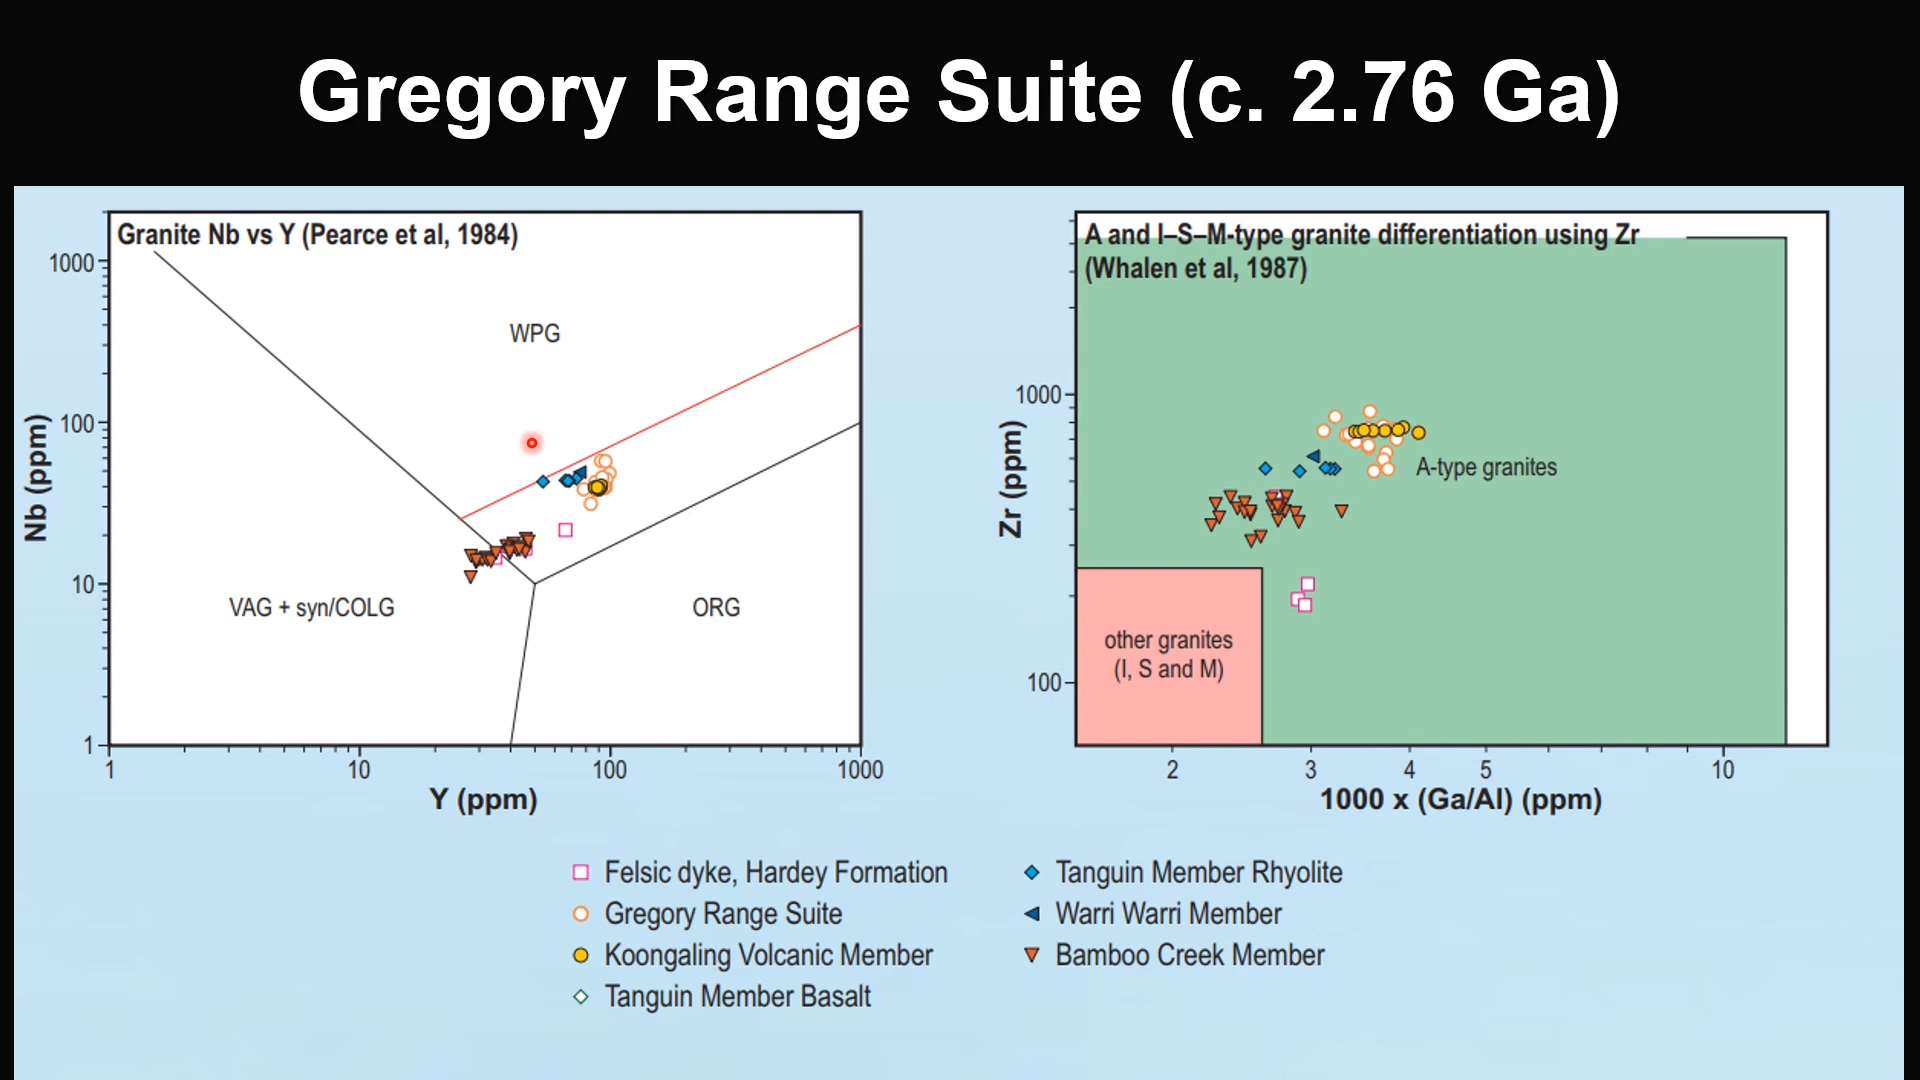 Gregory Range Suite (c. 2.76 Ga)
Granite Nb vs Y (Pearce et al, 1984)
1000
100
10
1
Nb (ppm)
WPG
VAG + syn/COLG
ORG
1
10
100
1000
Y (ppm)
A and I–S–M-type granite differentiation using Zr
(Whalen et al, 1987)
1000
100
Zr (ppm)
A-type granites
other granites
(I, S and M)
2
3
4
5
10
1000 x (Ga/Al) (ppm)
Felsic dyke, Hardey Formation
Gregory Range Suite
Koongaling Volcanic Member
Tanguin Member Basalt
Tanguin Member Rhyolite
Warri Warri Member
Bamboo Creek Member